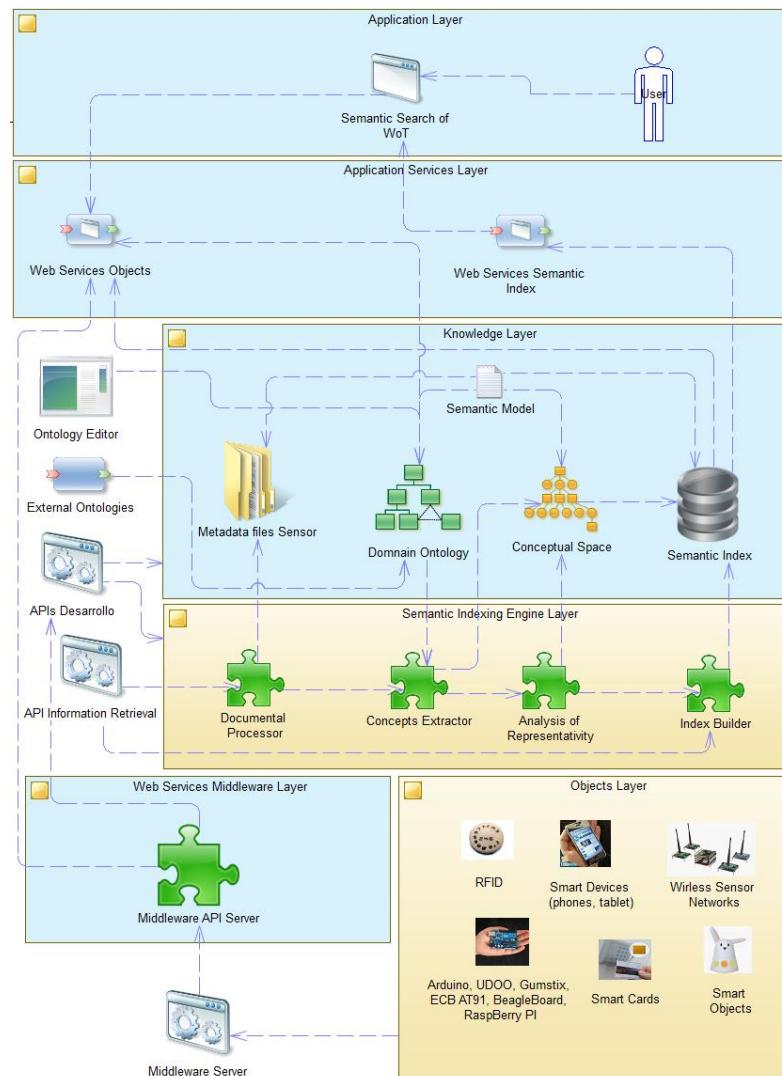 Application Layer
User
Semantic Search of
WoT
Application Services Layer
Web Services Objects
Web Services Semantic
Index
Knowledge Layer
Ontology Editor
Semantic Model
External Ontologies
Metadata files Sensor
Domnain Ontology
Conceptual Space
Semantic Index
APIs Desarrollo
Semantic Indexing Engine Layer
API Information Retrieval
Documental
Processor
Concepts Extractor
Analysis of
Representativity
Index Builder
Web Services Middleware Layer
Middleware API Server
Middleware Server
Objects Layer
RFID
Smart Devices
(phones, tablet)
Wirless Sensor
Networks
Arduino, UDOO, Gumstix,
ECB AT91, BeagleBoard,
RaspBerry PI
Smart Cards
Smart
Objects